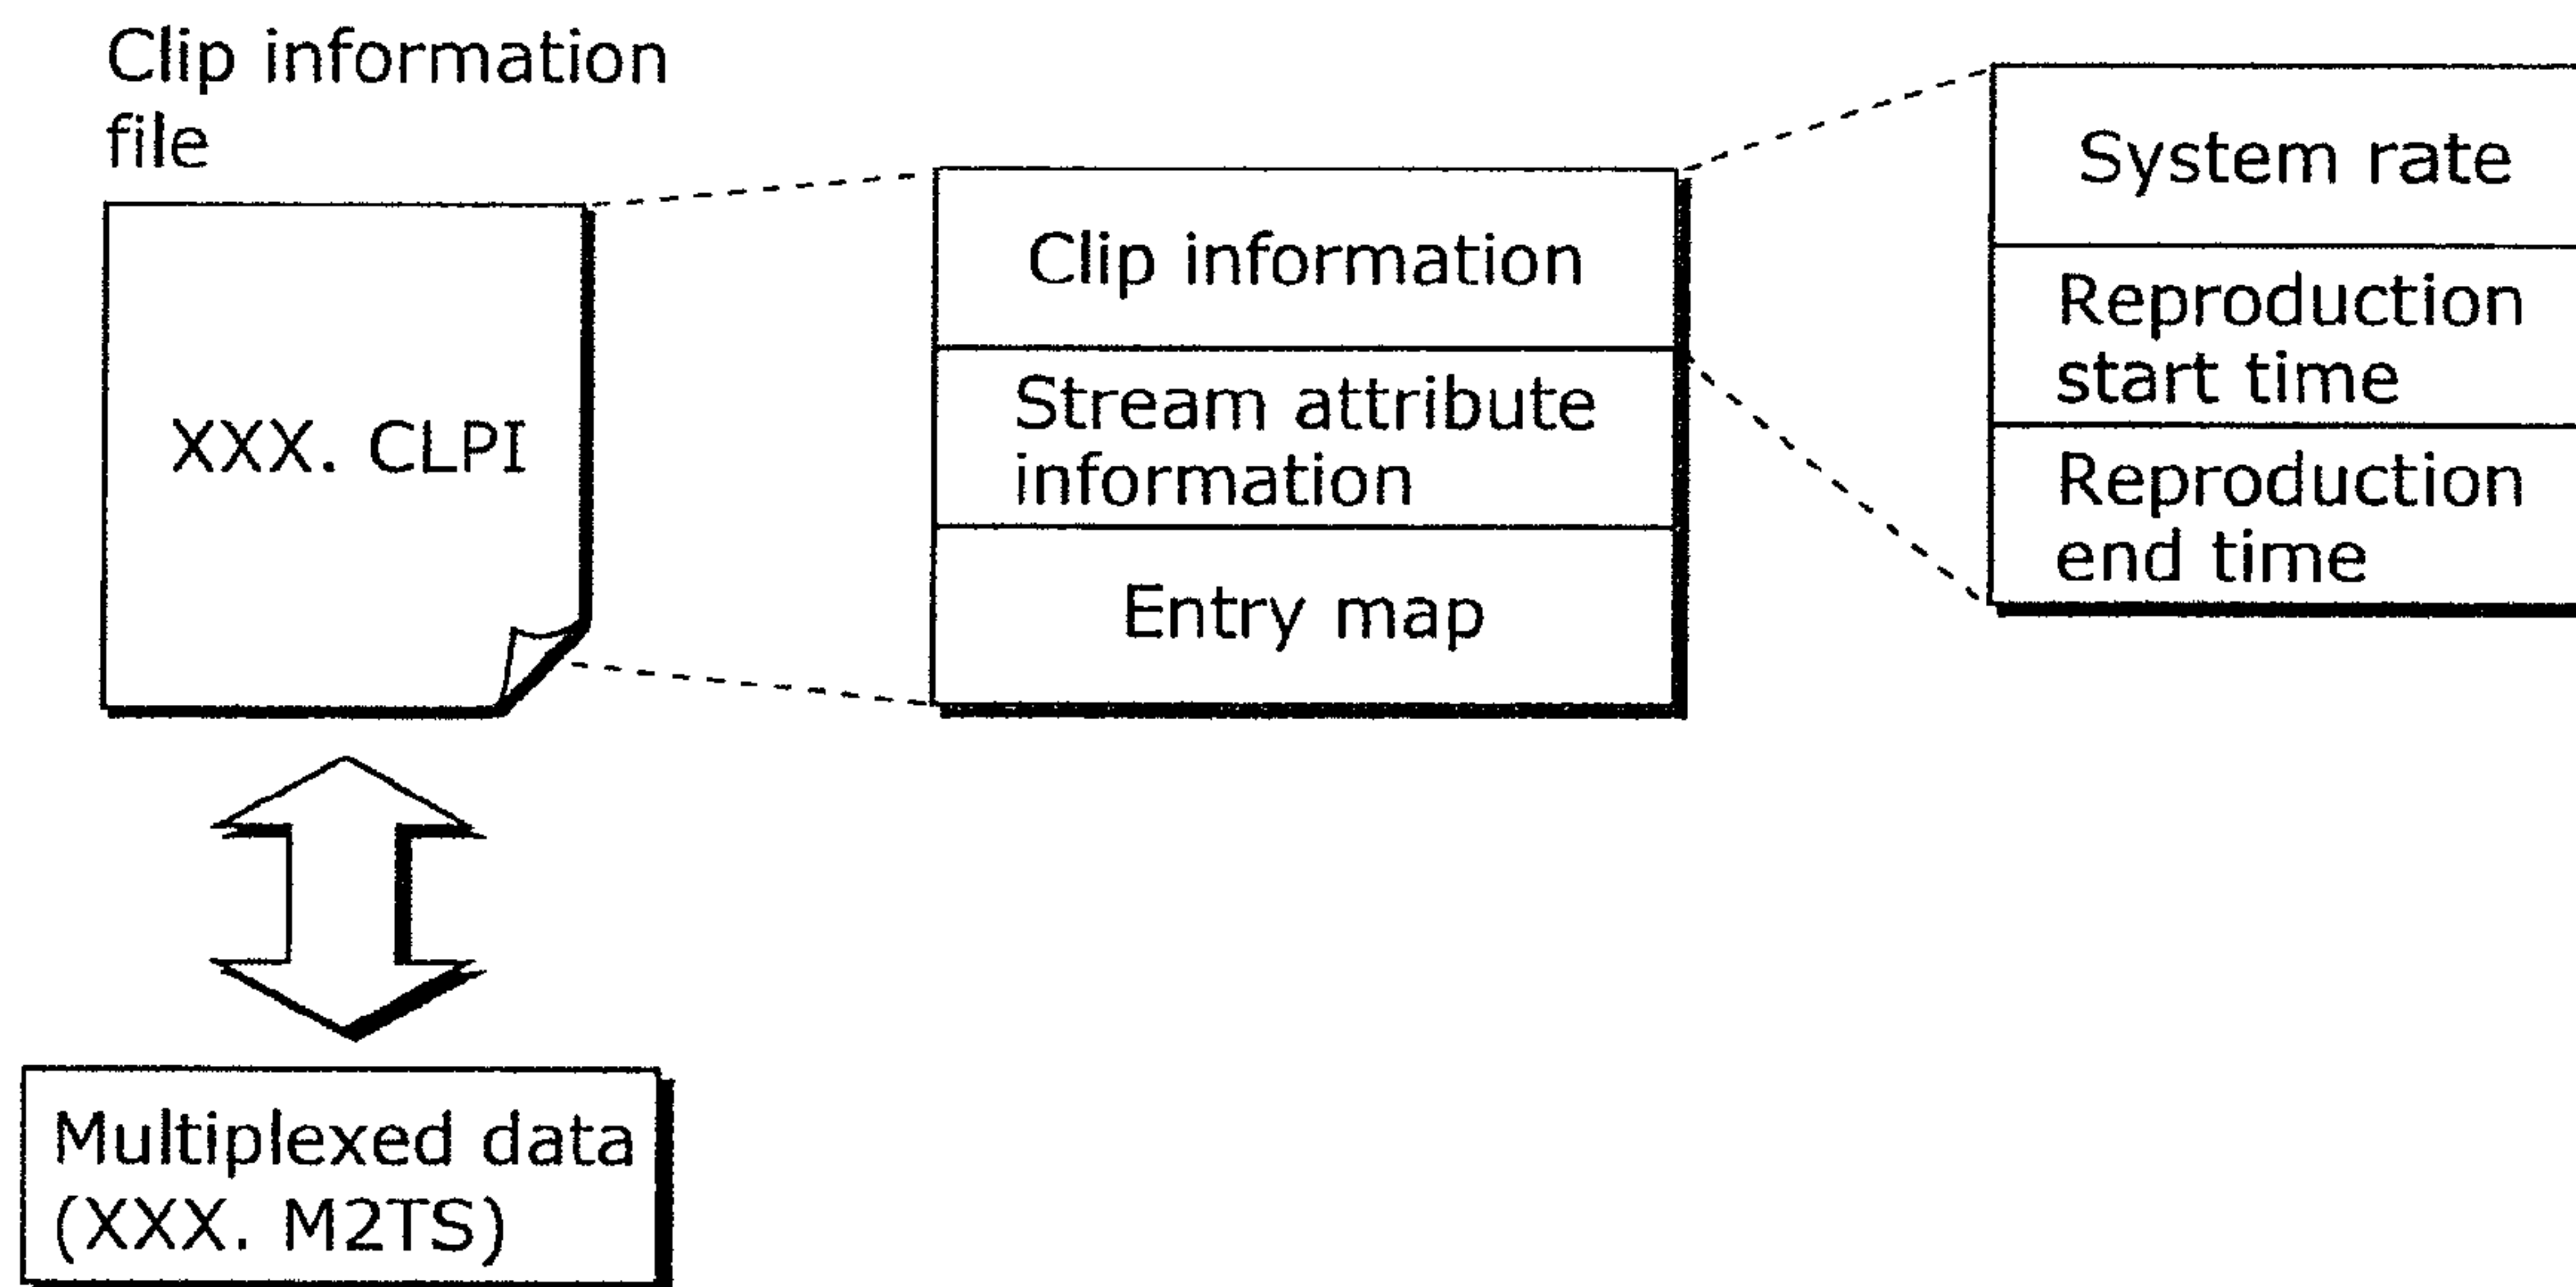 Clip information
file
XXX. CLPI
Clip information
Stream attribute
information
Entry map
System rate
Reproduction
start time
Reproduction
end time
Multiplexed data
(XXX. M2TS)